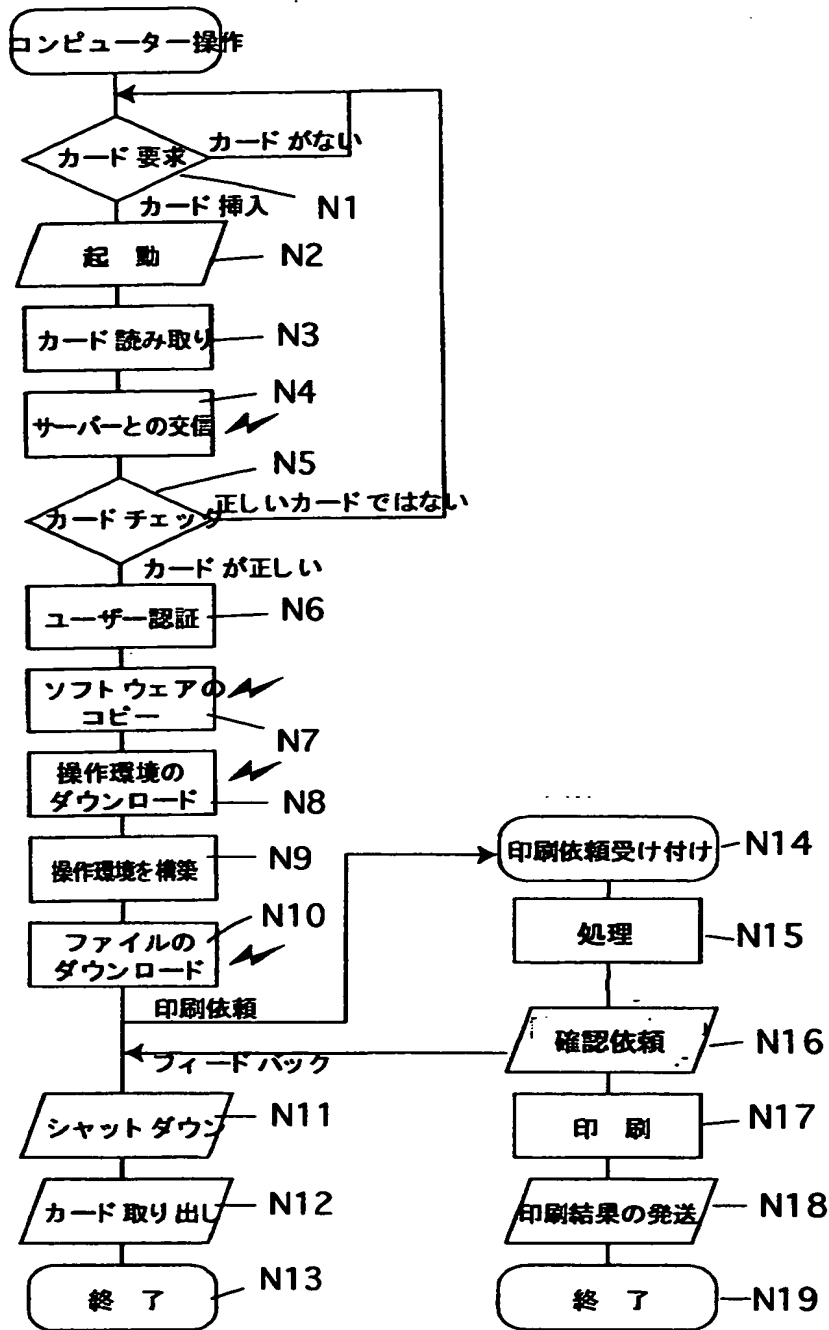 コンピューター操作
カード がない
カード 要求
N1
カード 挿入
起 動
N2
カード 読み取り
N3
N4
サーバーとの交信
N5
正しいカード ではない
カード チェック
カード が正しい
ユーザー認証
N6
ソフト ウェアの
コピー
N7
操作環境の
ダウンロード
N8
操作環境を構築
N9
N10
ファイルの
ダウンロード
印刷依頼
フィード バック
シャット ダウン
N11
カード 取り 出し
N12
終 了
N13
印刷依頼受け 付け
N14
処理
N15
確認依頼
N16
印 刷
N17
印刷結果の発送
N18
終 了
N19